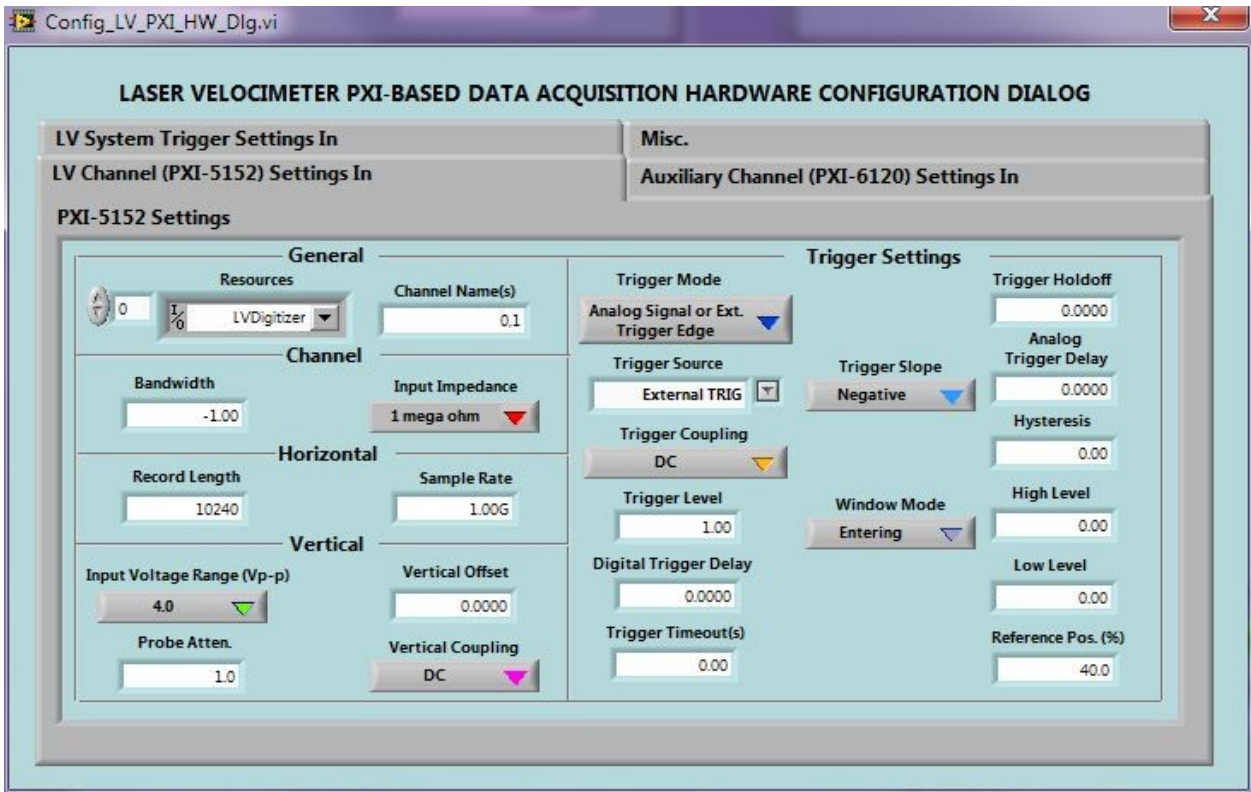 Config_LV_PXI_HW_Dlg.vi
X
LASER VELOCIMETER PXI-BASED DATA ACQUISITION HARDWARE CONFIGURATION DIALOG
LV System Trigger Settings In
Misc.
LV Channel (PXI-5152) Settings In
Auxiliary Channel (PXI-6120) Settings In
PXI-5152 Settings
General
Resources
0
I/O
LVDigitizer
Channel Name(s)
0,1
Channel
Bandwidth
-1.00
Input Impedance
1 mega ohm
Horizontal
Record Length
10240
Sample Rate
1.00G
Vertical
Input Voltage Range (Vp-p)
4.0
Vertical Offset
0.0000
Probe Atten.
1.0
Vertical Coupling
DC
Trigger Settings
Trigger Mode
Analog Signal or Ext.
Trigger Edge
Trigger Source
External TRIG
Trigger Coupling
DC
Trigger Level
1.00
Digital Trigger Delay
0.0000
Trigger Timeout(s)
0.00
Trigger Slope
Negative
Window Mode
Entering
Trigger Holdoff
0.0000
Analog
Trigger Delay
0.0000
Hysteresis
0.00
High Level
0.00
Low Level
0.00
Reference Pos. (%)
40.0